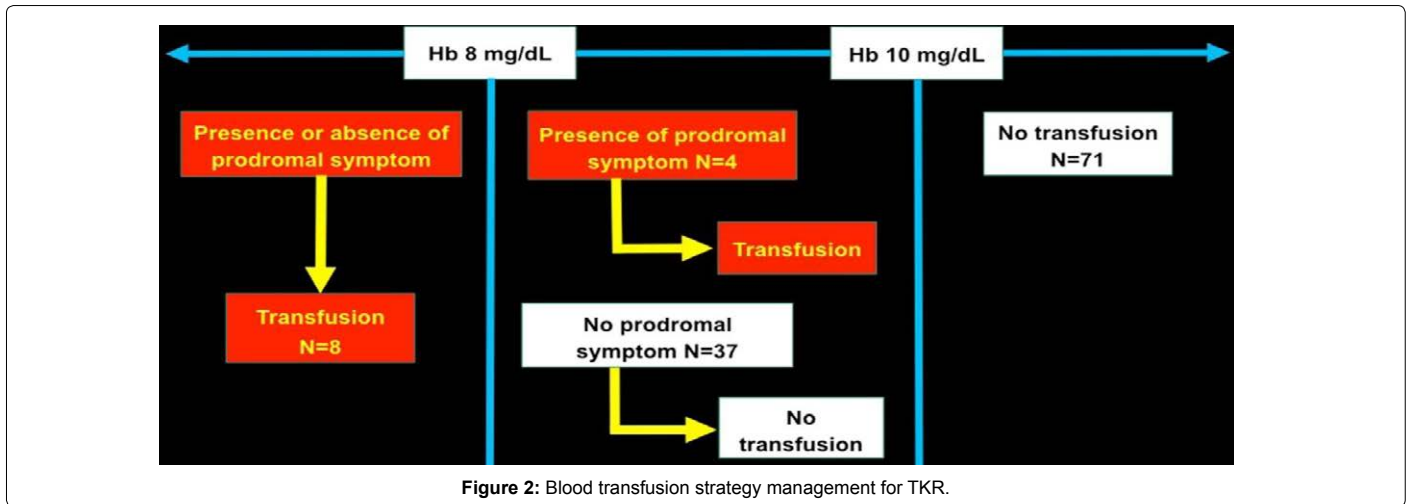 Hb 8 mg/dL
Hb 10 mg/dL
Presence or absence of
prodromal symptom
Transfusion
N=8
Presence of prodromal
symptom N=4
Transfusion
No prodromal
symptom N=37
No
transfusion
No transfusion
N=71
Figure 2: Blood transfusion strategy management for TKR.